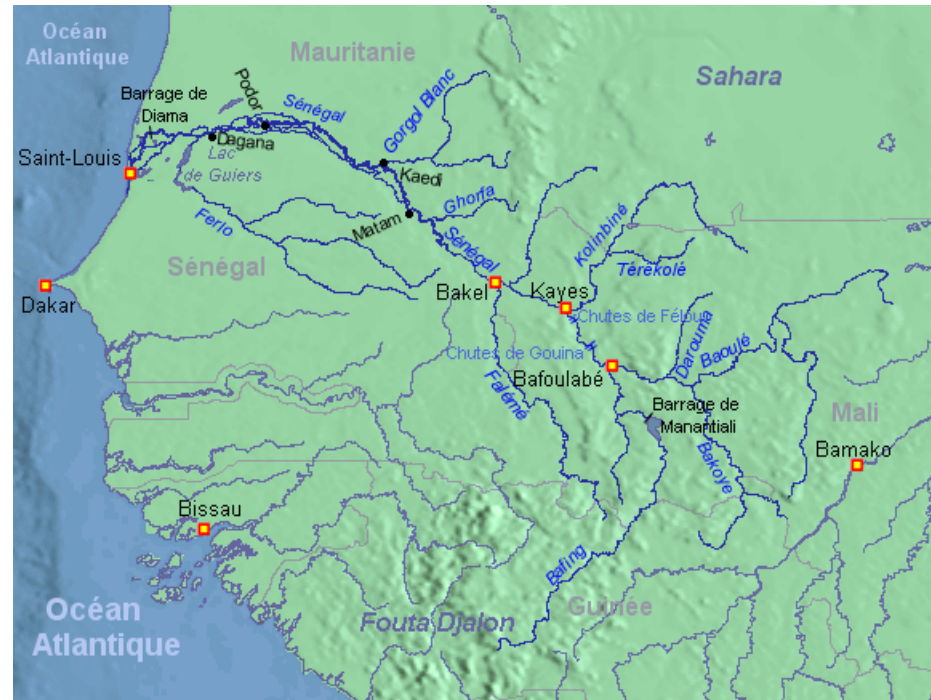 Océan
Atlantique
Mauritanie
Sahara
Barrage de
Diama
Podor
Sénégal
Gorgol Blanc
Dagana
Saint-Louis
Lac
de Guiers
Kaedi
Ghorfa
Matam
Ferlo
Sénégal
Kolinbiné
Térékolé
Sénégal
Dakar
Bakel
Kayes
Chutes de Félou
Chutes de Gouina
Darouma
Baoulé
Bafoulabé
Falémé
Barrage de
Manantiali
Mali
Bakoye
Bamako
Bissau
Bafing
Guinée
Fouta Djalon
Océan
Atlantique